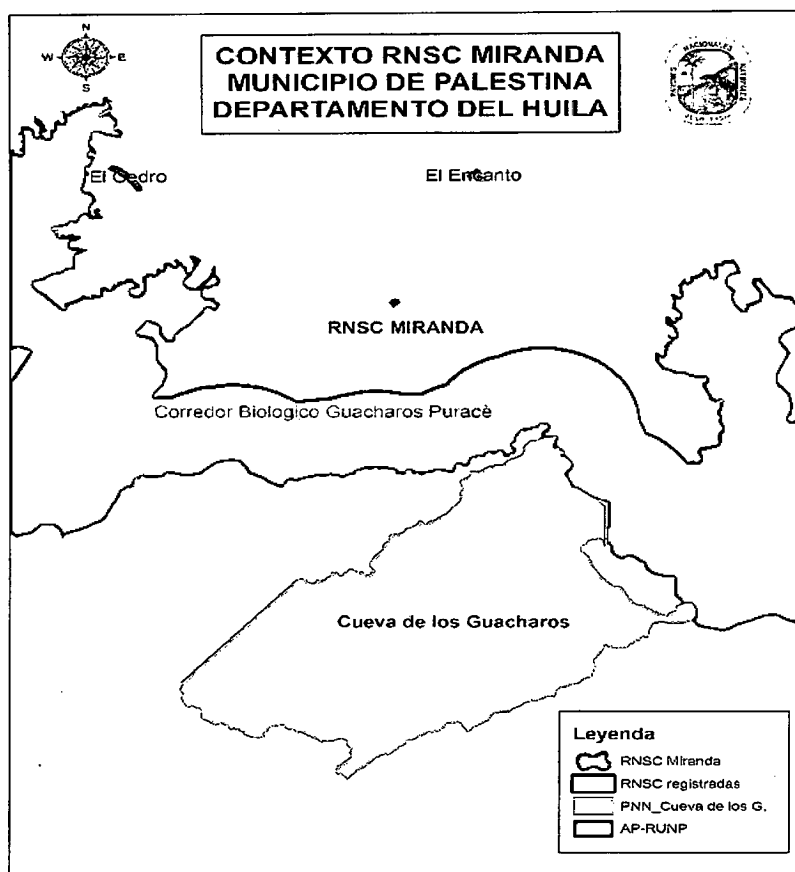 N
W
E
S
CONTEXTO RNSC MIRANDA
MUNICIPIO DE PALESTINA
DEPARTAMENTO DEL HUILA
El Cedro
El Encanto
RNSC MIRANDA
Corredor Biologico Guacharos Puracè
Cueva de los Guacharos
Leyenda
RNSC Miranda
RNSC registradas
PNN_Cueva de los G.
AP-RUNP